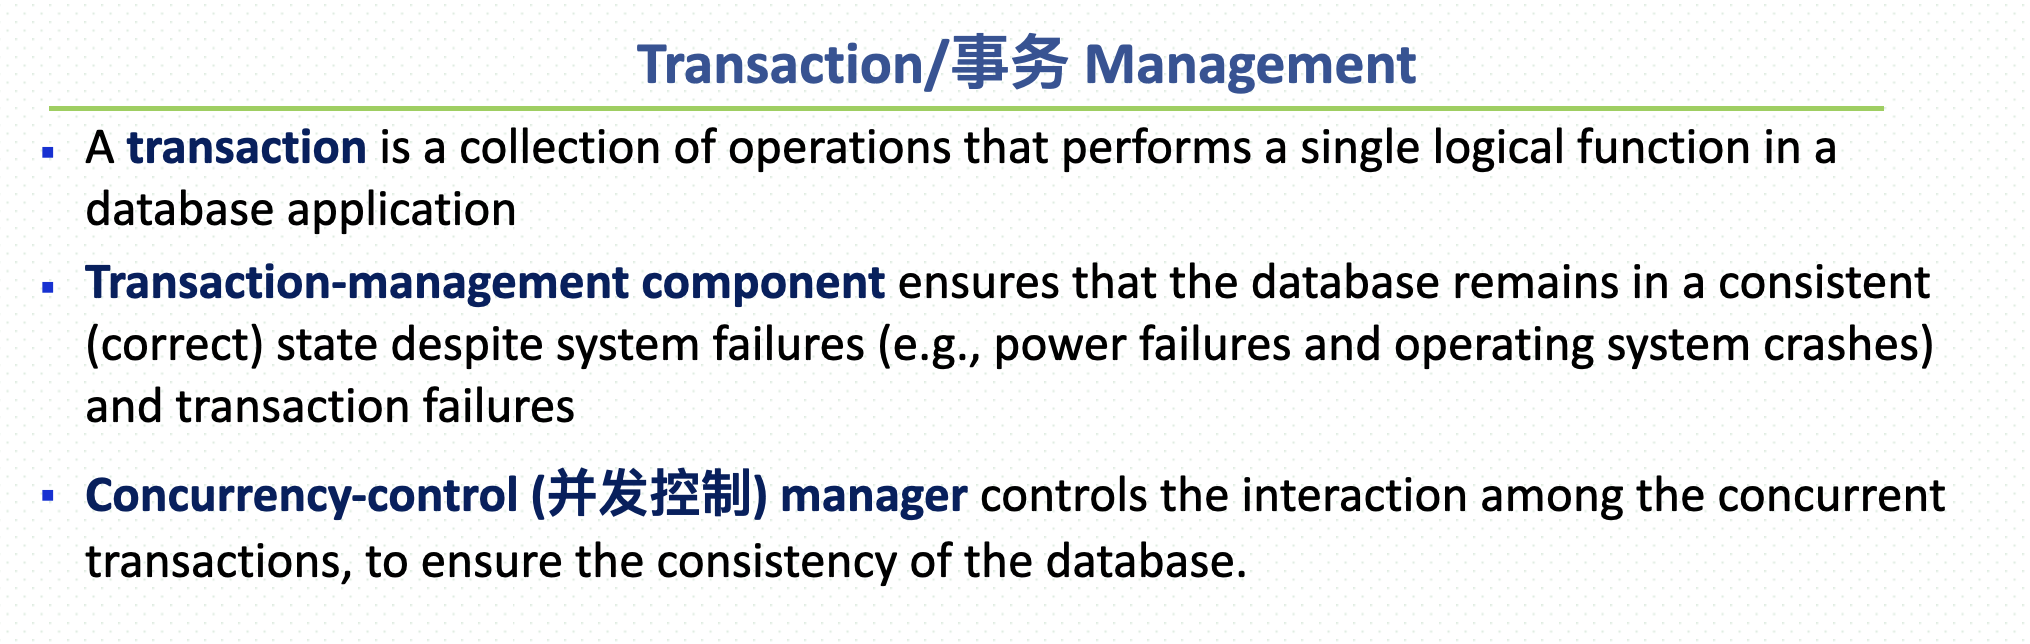 Transaction/事务 Management
▪ A transaction is a collection of operations that performs a single logical function in a
database application
▪ Transaction-management component ensures that the database remains in a consistent
(correct) state despite system failures (e.g., power failures and operating system crashes)
and transaction failures
▪ Concurrency-control (并发控制) manager controls the interaction among the concurrent
transactions, to ensure the consistency of the database.